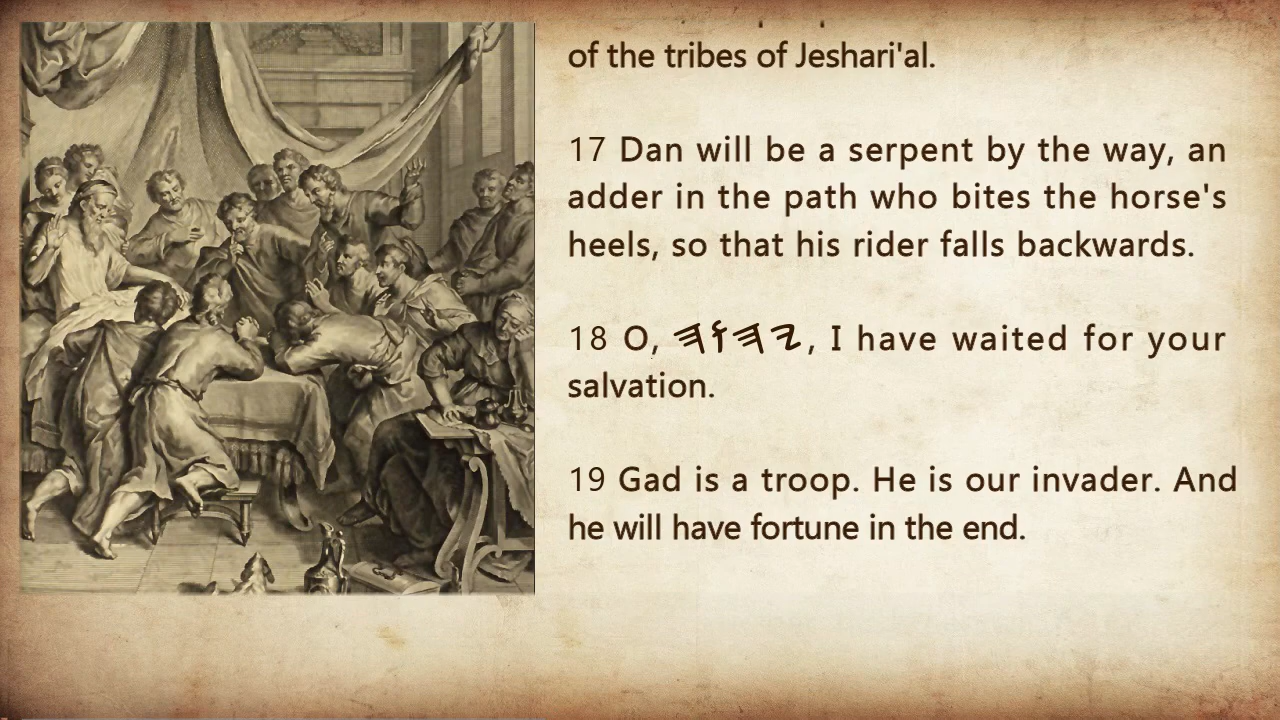 of the tribes of Jeshari'al.
17 Dan will be a serpent by the way, an
adder in the path who bites the horse's
heels, so that his rider falls backwards.
18 O, 𐤉𐤄𐤅𐤄, I have waited for your
salvation.
19 Gad is a troop. He is our invader. And
he will have fortune in the end.